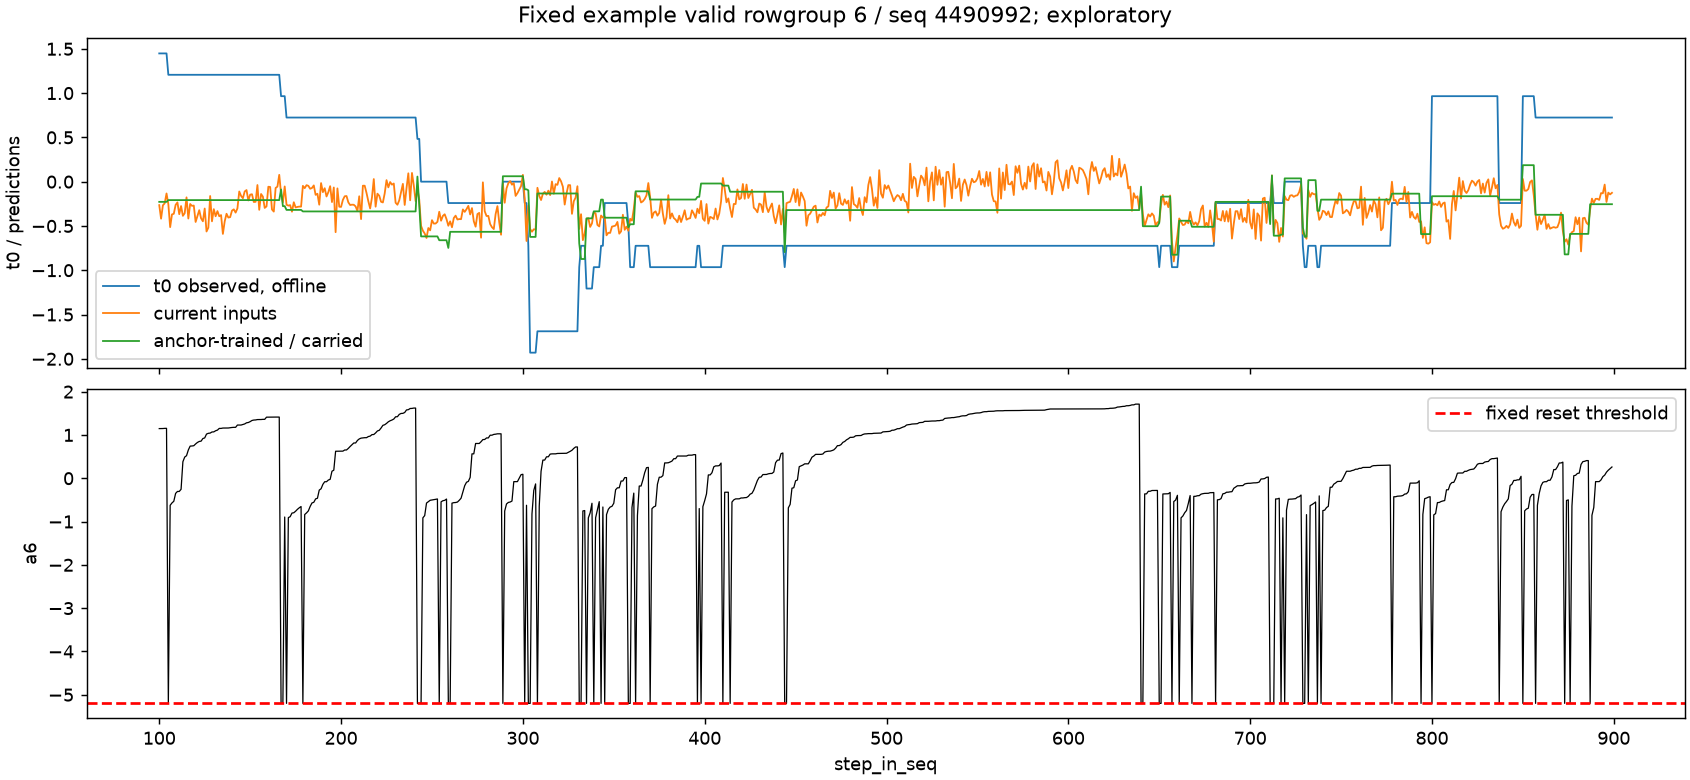 Fixed example valid rowgroup 6 / seq 4490992; exploratory
t0 / predictions
1.5
1.0
0.5
0.0
−0.5
−1.0
−1.5
−2.0
t0 observed, offline
current inputs
anchor-trained / carried
a6
2
1
0
−1
−2
−3
−4
−5
fixed reset threshold
100 200 300 400 500 600 700 800 900
step_in_seq